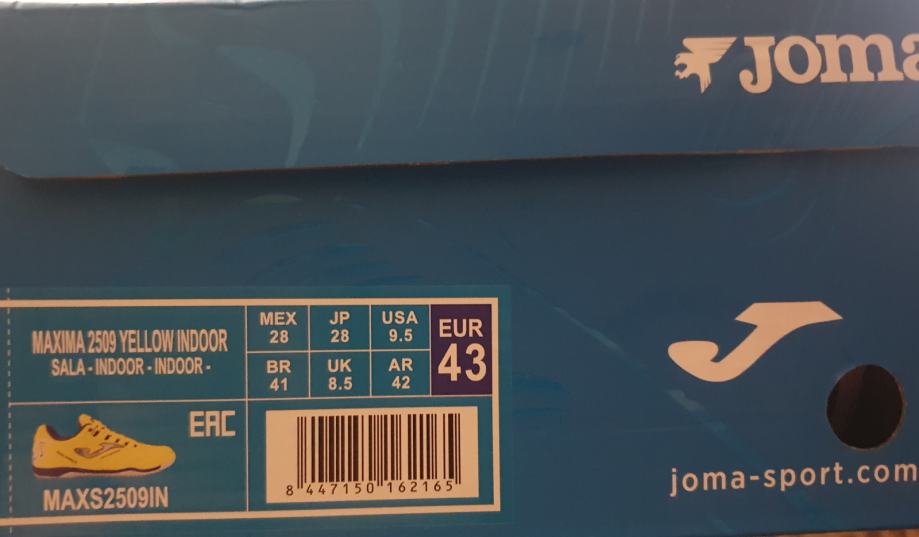 JOMA
MAXIMA 2509 YELLOW INDOOR
SALA - INDOOR - INDOOR -
MEX
28
JP
28
USA
9.5
EUR
43
BR
41
UK
8.5
AR
42
EAC
MAXS2509IN
8 447150 162165
joma-sport.com